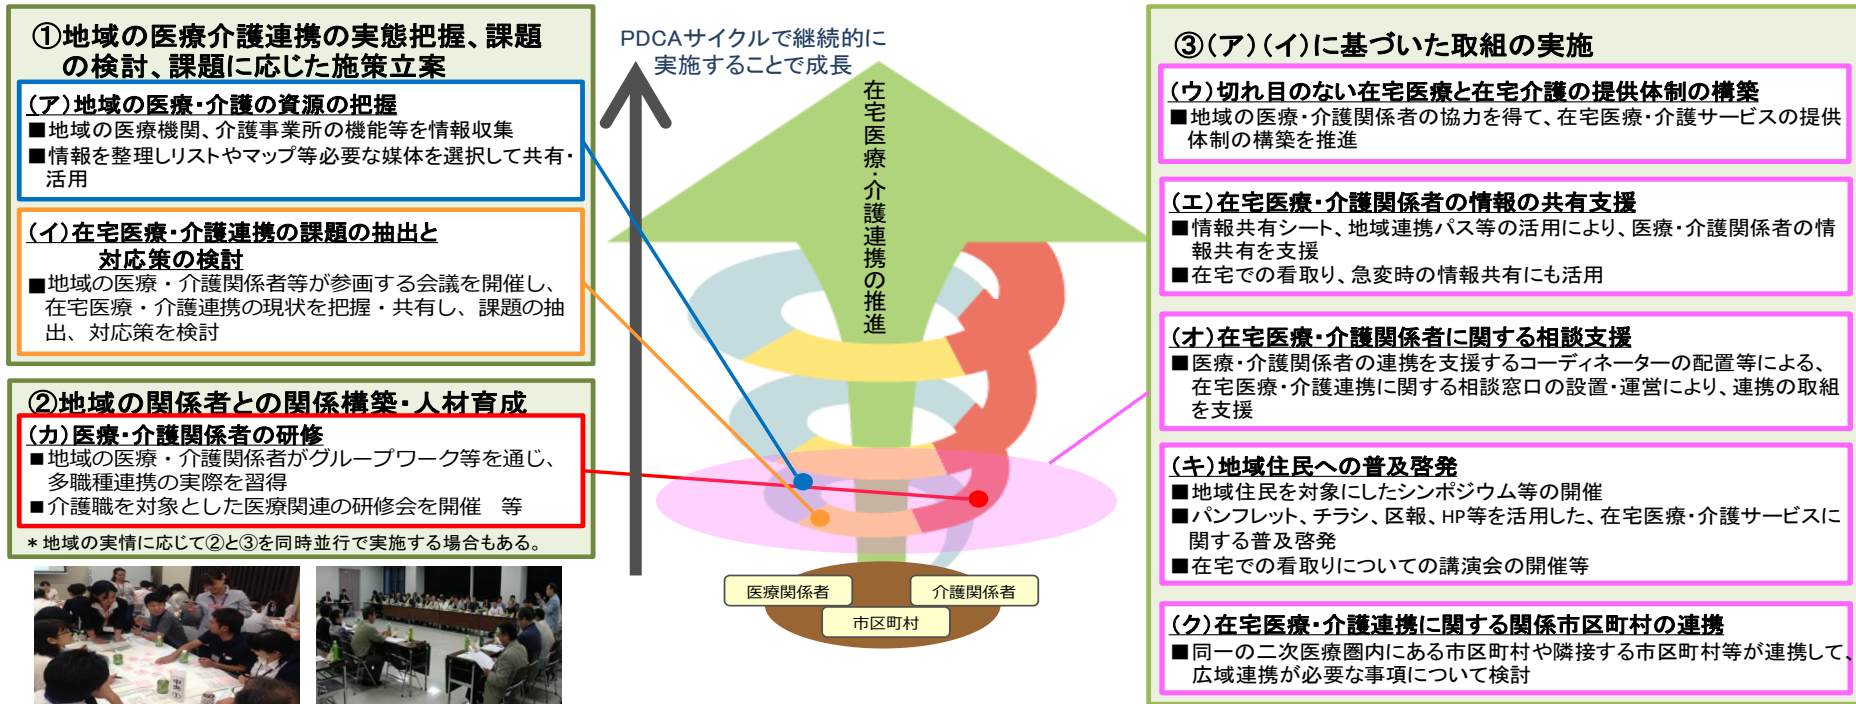 ①地域の医療介護連携の実態把握、課題
の検討、課題に応じた施策立案
(ア)地域の医療・介護の資源の把握
■地域の医療機関、介護事業所の機能等を情報収集
■情報を整理しリストやマップ等必要な媒体を選択して共有・
活用
(イ)在宅医療・介護連携の課題の抽出と
対応策の検討
■地域の医療・介護関係者等が参画する会議を開催し、
在宅医療・介護連携の現状を把握・共有し、課題の抽
出、対応策を検討
②地域の関係者との関係構築・人材育成
(カ)医療・介護関係者の研修
■地域の医療・介護関係者がグループワーク等を通じ、
多職種連携の実際を習得
■介護職を対象とした医療関連の研修会を開催　等
*地域の実情に応じて②と③を同時並行で実施する場合もある。
PDCAサイクルで継続的に
実施することで成長
在宅医療・介護連携の推進
医療関係者
介護関係者
市区町村
③(ア)(イ)に基づいた取組の実施
(ウ)切れ目のない在宅医療と在宅介護の提供体制の構築
■地域の医療・介護関係者の協力を得て、在宅医療・介護サービスの提供
体制の構築を推進
(エ)在宅医療・介護関係者の情報の共有支援
■情報共有シート、地域連携パス等の活用により、医療・介護関係者の情
報共有を支援
■在宅での看取り、急変時の情報共有にも活用
(オ)在宅医療・介護関係者に関する相談支援
■医療・介護関係者の連携を支援するコーディネーターの配置等による、
在宅医療・介護連携に関する相談窓口の設置・運営により、連携の取組
を支援
(キ)地域住民への普及啓発
■地域住民を対象にしたシンポジウム等の開催
■パンフレット、チラシ、区報、HP等を活用した、在宅医療・介護サービスに
関する普及啓発
■在宅での看取りについての講演会の開催等
(ク)在宅医療・介護連携に関する関係市区町村の連携
■同一の二次医療圏内にある市区町村や隣接する市区町村等が連携して、
広域連携が必要な事項について検討